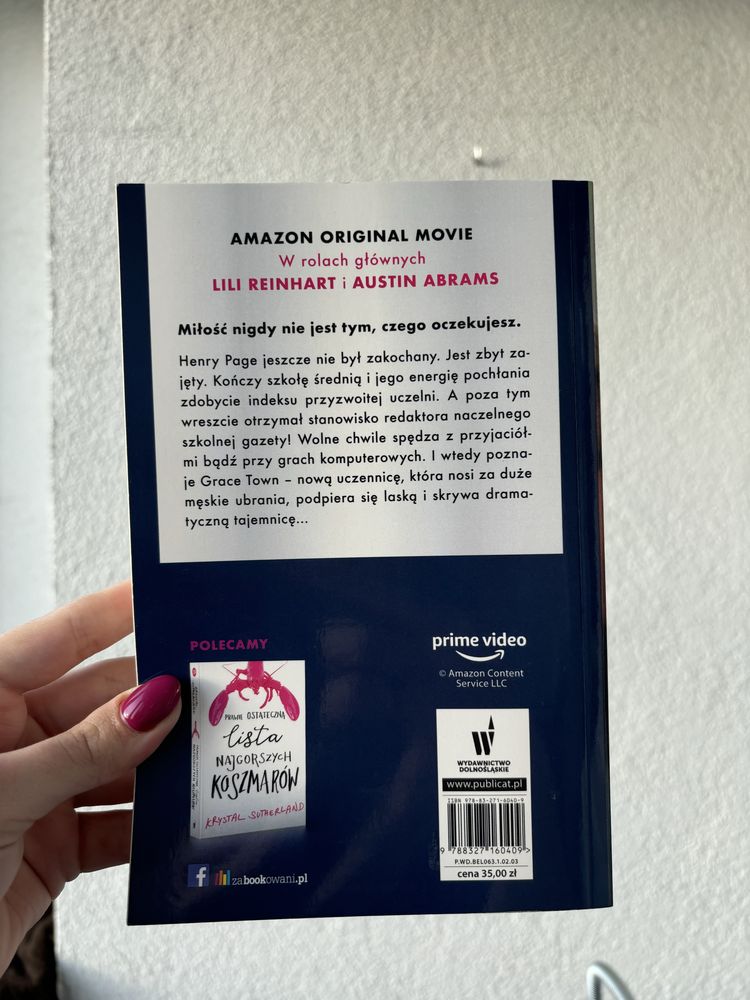 AMAZON ORIGINAL MOVIE
W rolach głównych
LILI REINHART i AUSTIN ABRAMS
Miłość nigdy nie jest tym, czego oczekujesz.
Henry Page jeszcze nie był zakochany. Jest zbyt za-
jęty. Kończy szkołę średnią i jego energię pochłania
zdobycie indeksu przyzwoitej uczelni. A poza tym
wreszcie otrzymał stanowisko redaktora naczelnego
szkolnej gazety! Wolne chwile spędza z przyjaciół-
mi bądź przy grach komputerowych. I wtedy pozna-
je Grace Town – nową uczennicę, która nosi za duże
męskie ubrania, podpiera się laską i skrywa drama-
tyczną tajemnicę...
POLECAMY
PRAWIE OSTATECZNA
lista
NAJGORSZYCH
KOSZMARÓW
KRYSTAL SUTHERLAND
f
zabookowani.pl
prime video
© Amazon Content
Service LLC
WYDAWNICTWO
DOLNOŚLĄSKIE
www.publicat.pl
ISBN 978-83-271-6040-9
9 788327 160409 >
P.WD.BEL063.1.02.03
cena 35,00 zł